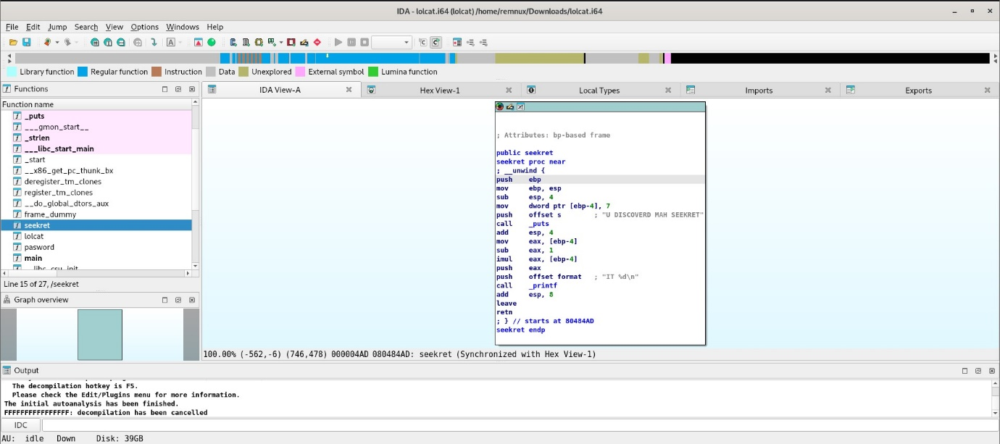 IDA - lolcat.i64 (lolcat) /home/remnux/Downloads/lolcat.i64
File Edit Jump Search View Options Windows Help
Library function Regular function Instruction Data Unexplored External symbol Lumina function
Functions
IDA View-A
Hex View-1
Local Types
Imports
Exports
Function name
_puts
___gmon_start__
_strlen
___libc_start_main
_start
__x86_get_pc_thunk_bx
deregister_tm_clones
register_tm_clones
__do_global_dtors_aux
frame_dummy
seekret
lolcat
pasword
main
Line 15 of 27, /seekret
Graph overview
; Attributes: bp-based frame
public seekret
seekret proc near
; __unwind {
push ebp
mov ebp, esp
sub esp, 4
mov dword ptr [ebp-4], 7
push offset s ; "U DISCOVERD MAH SEEKRET"
call _puts
add esp, 4
mov eax, [ebp-4]
sub eax, 1
imul eax, [ebp-4]
push eax
push offset format ; "IT %d\n"
call _printf
add esp, 8
leave
retn
; } // starts at 80484AD
seekret endp
100.00% (-562,-6) (746,478) 000004AD 080484AD: seekret (Synchronized with Hex View-1)
Output
The decompilation hotkey is F5.
Please check the Edit/Plugins menu for more information.
The initial autoanalysis has been finished.
FFFFFFFFFFFFFFFF: decompilation has been cancelled
IDC
AU: idle Down Disk: 39GB